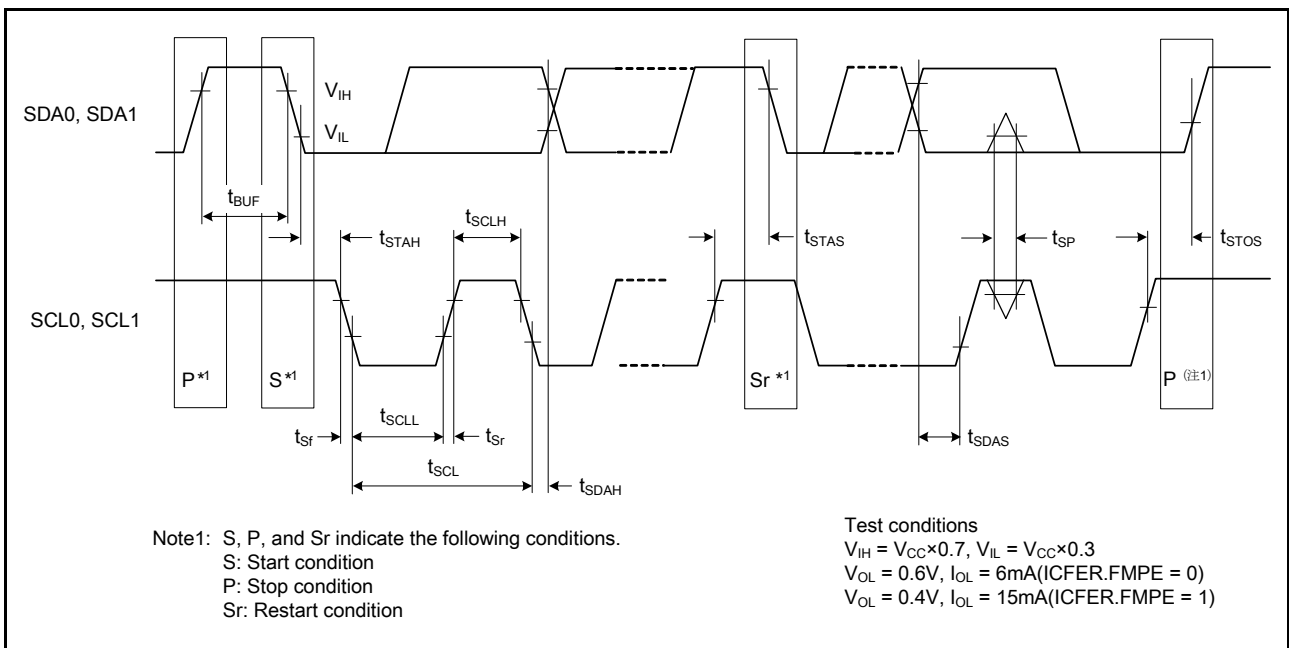 SDA0, SDA1
VIH
VIL
tBUF
tSTAH
tSCLH
tSTAS
tSP
tSTOS
SCL0, SCL1
P*1
S*1
Sr *1
P (注1)
tSCLL
tSf
tSr
tSDAS
tSCL
tSDAH
Note1: S, P, and Sr indicate the following conditions.
S: Start condition
P: Stop condition
Sr: Restart condition
Test conditions
VIH = VCC×0.7, VIL = VCC×0.3
VOL = 0.6V, IOL = 6mA(ICFER.FMPE = 0)
VOL = 0.4V, IOL = 15mA(ICFER.FMPE = 1)